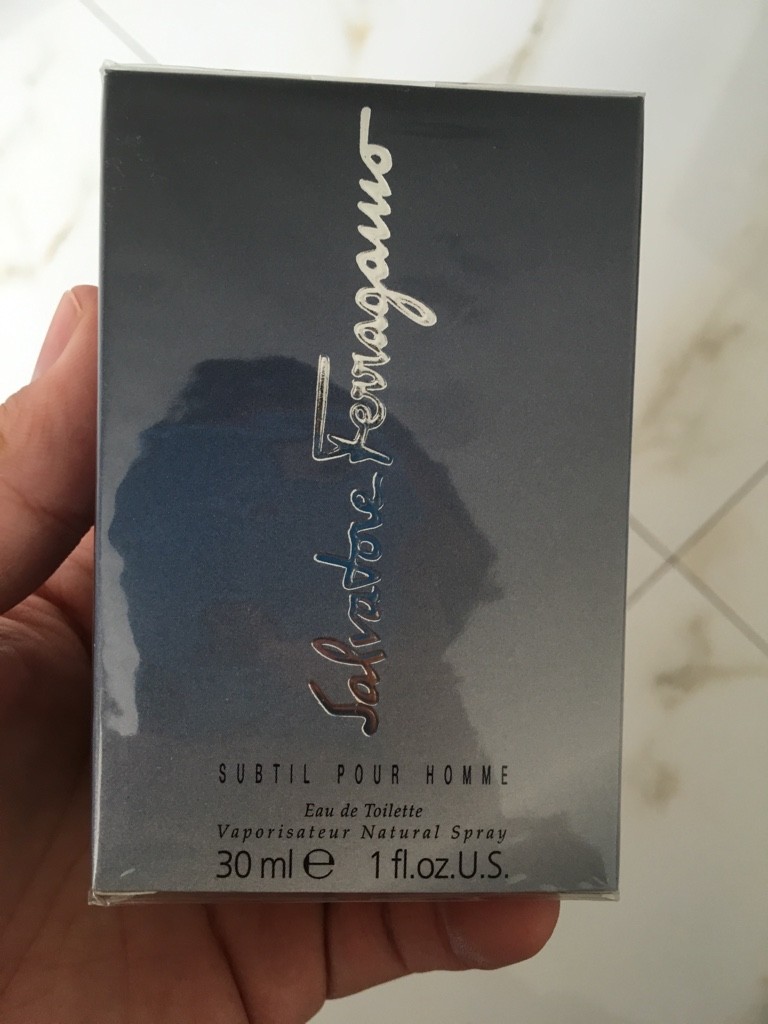 Salvatore Ferragamo
SUBTIL POUR HOMME
Eau de Toilette
Vaporisateur Natural Spray
30 ml ℮ 1 fl.oz.U.S.